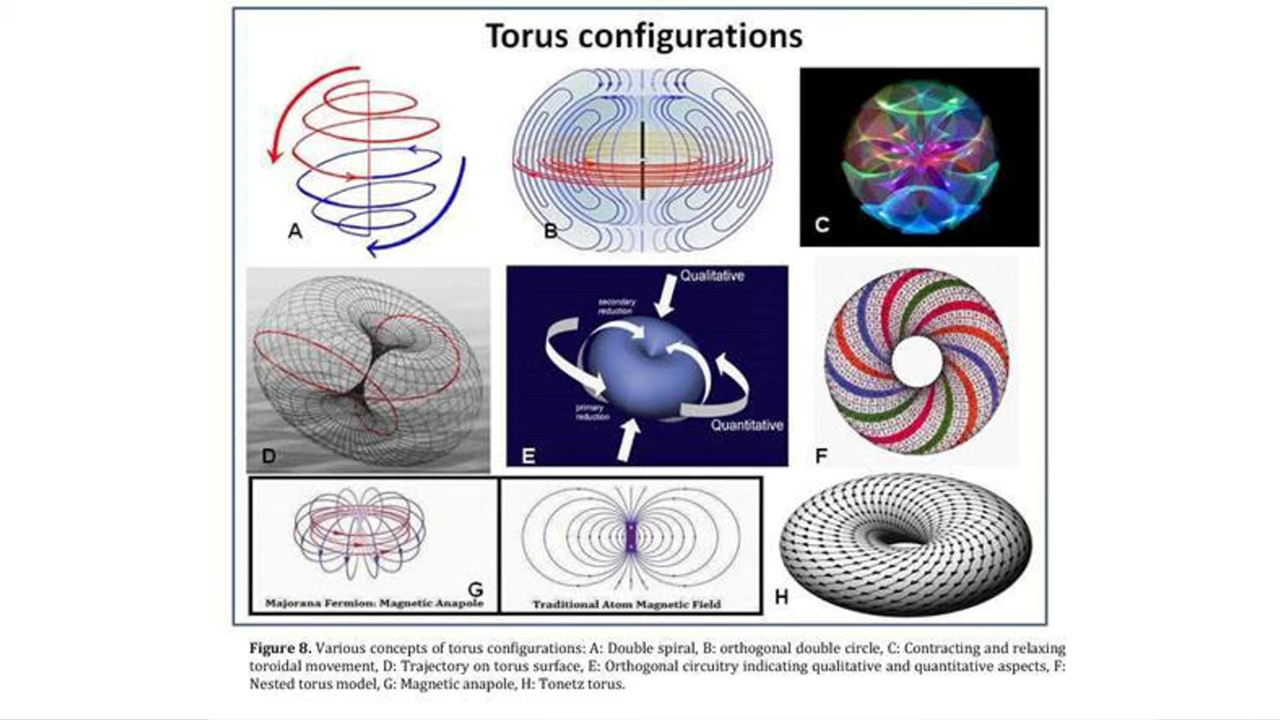 Torus configurations
A
B
C
D
Qualitative
secondary
reduction
primary
reduction
Quantitative
E
F
G
Majorana Fermion: Magnetic Anapole
Traditional Atom Magnetic Field
H
Figure 8. Various concepts of torus configurations: A: Double spiral, B: orthogonal double circle, C: Contracting and relaxing
toroidal movement, D: Trajectory on torus surface, E: Orthogonal circuitry indicating qualitative and quantitative aspects, F:
Nested torus model, G: Magnetic anapole, H: Tonetz torus.